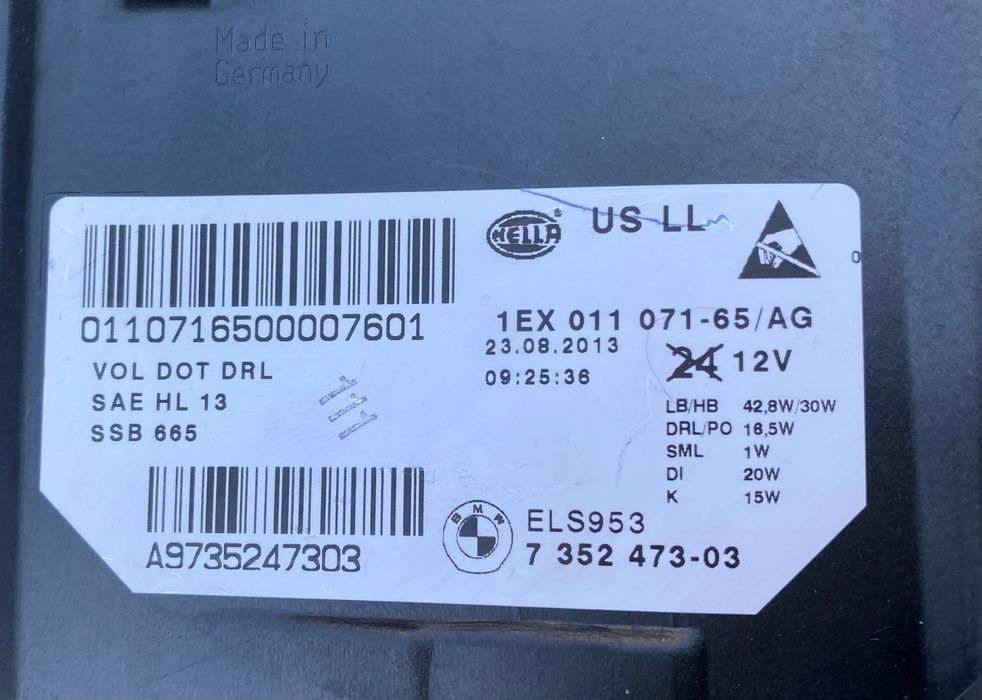 Made in
Germany
HELLA ®
US LL
0110716500007601
1EX 011 071-65/AG
23.08.2013
09:25:36
24 12V
VOL DOT DRL
SAE HL 13
SSB 665
LB/HB 42,8W/30W
DRL/PO 16,5W
SML 1W
DI 20W
K 15W
A9735247303
BMW
ELS953
7 352 473-03
0